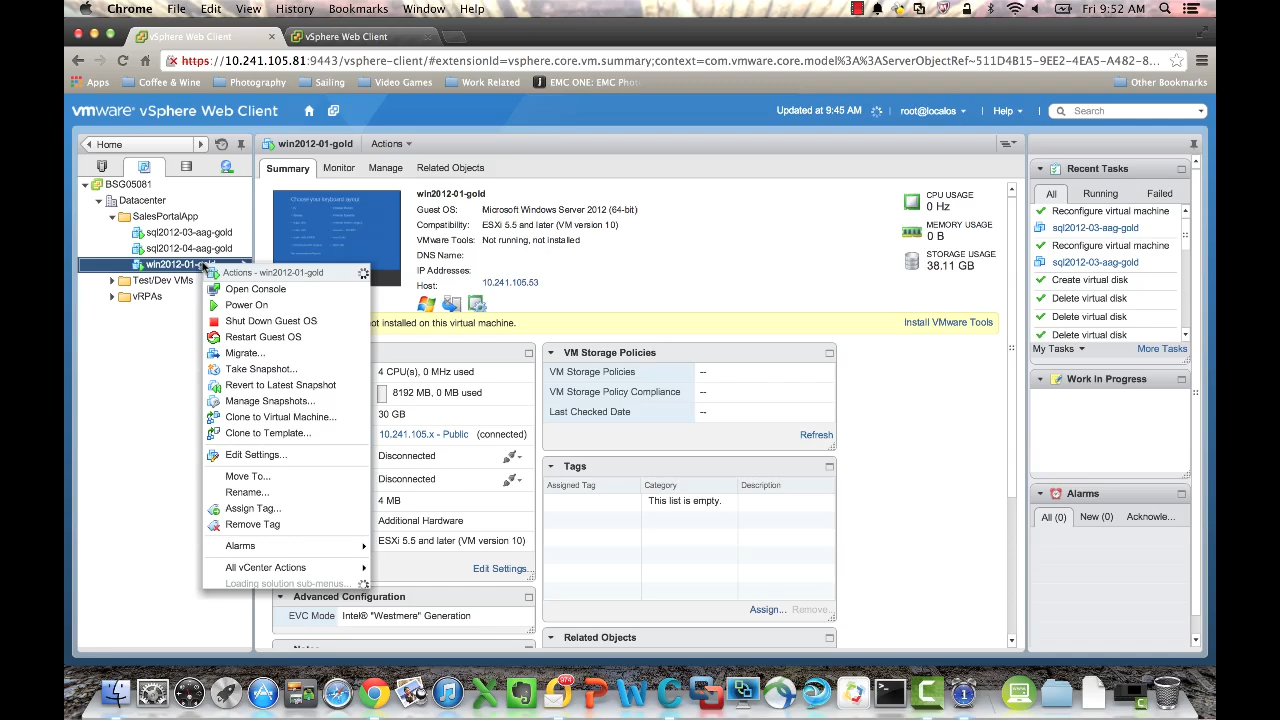 Chrome File Edit View History Bookmarks Window Help Fri 9:52 AM
vSphere Web Client vSphere Web Client
https://10.241.105.81:9443/vsphere-client/#extensionId=vsphere.core.vm.summary;context=com.vmware.core.model%3A%3AServerObjectRef~511D4B15-9EE2-4EA5-A482-8...
Apps Coffee & Wine Photography Sailing Video Games Work Related EMC ONE: EMC Phot Other Bookmarks
vmware vSphere Web Client Updated at 9:45 AM root@localos Help Search
Home
BSG05081
Datacenter
SalesPortalApp
sql2012-03-aag-gold
sql2012-04-aag-gold
win2012-01-gold
Test/Dev VMs
vRPAs
Actions - win2012-01-gold
Open Console
Power On
Shut Down Guest OS
Restart Guest OS
Migrate...
Take Snapshot...
Revert to Latest Snapshot
Manage Snapshots...
Clone to Virtual Machine...
Clone to Template...
Edit Settings...
Move To...
Rename...
Assign Tag...
Remove Tag
Alarms
All vCenter Actions
Loading solution sub-menus...
win2012-01-gold Actions
Summary Monitor Manage Related Objects
Choose your keyboard layout
win2012-01-gold
Guest OS: Microsoft Windows Server 2012 (64-bit)
Compatibility: ESXi 5.5 and later (VM version 10)
VMware Tools: Not running, not installed
DNS Name:
IP Addresses:
Host: 10.241.105.53
CPU USAGE
0 Hz
MEMORY USAGE
0 B
STORAGE USAGE
38.11 GB
not installed on this virtual machine. Install VMware Tools
4 CPU(s), 0 MHz used
8192 MB, 0 MB used
30 GB
10.241.105.x - Public (connected)
Disconnected
Disconnected
4 MB
Additional Hardware
ESXi 5.5 and later (VM version 10)
Edit Settings...
Advanced Configuration
EVC Mode Intel® "Westmere" Generation
VM Storage Policies
VM Storage Policies --
VM Storage Policy Compliance --
Last Checked Date --
Refresh
Tags
Assigned Tag Category Description
This list is empty.
Assign... Remove...
Related Objects
Recent Tasks
All Running Failed
Reconfigure virtual machine
sql2012-03-aag-gold
Reconfigure virtual machine
sql2012-03-aag-gold
Create virtual disk
Delete virtual disk
Delete virtual disk
Delete virtual disk
My Tasks More Tasks
Work In Progress
Alarms
All (0) New (0) Acknowle...
974